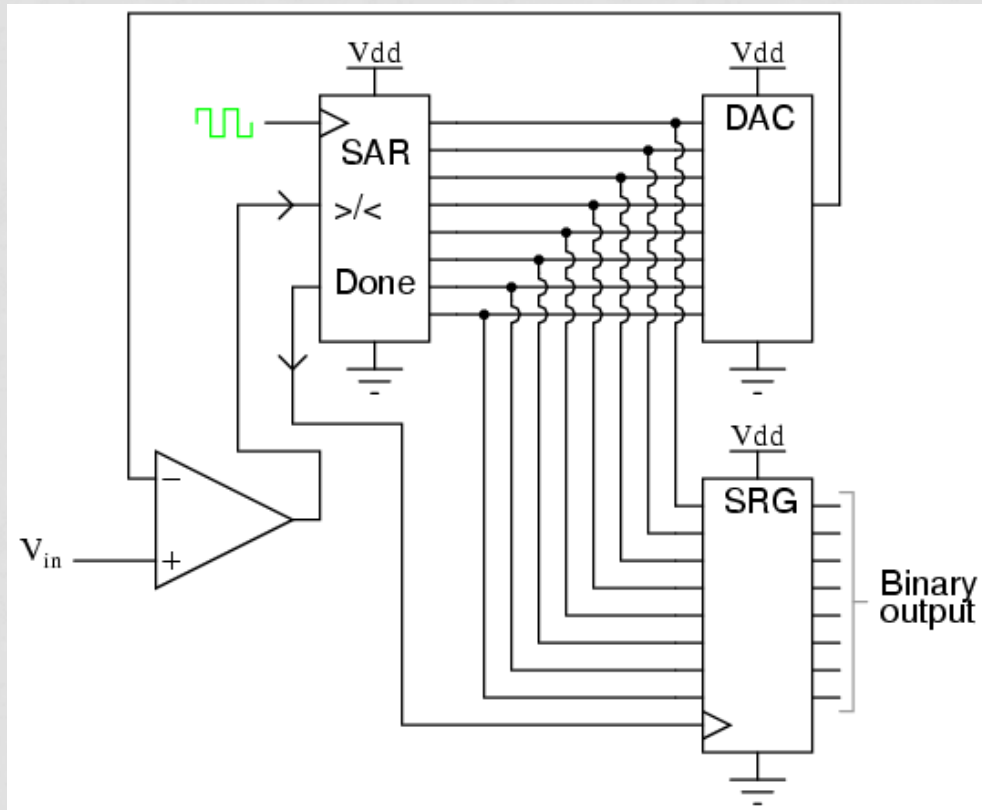 Vdd
Vdd
DAC
SAR
>/<
Done
Vdd
−
SRG
Vin
+
Binary
output